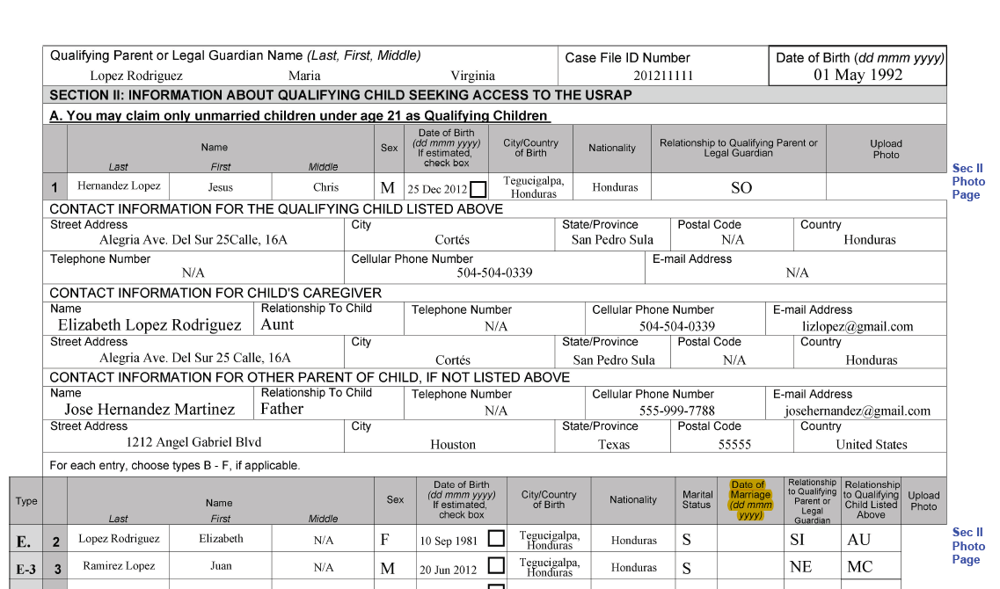 Qualifying Parent or Legal Guardian Name (Last, First, Middle) Case File ID Number Date of Birth (dd mmm yyyy)
Lopez Rodriguez Maria Virginia 201211111 01 May 1992
SECTION II: INFORMATION ABOUT QUALIFYING CHILD SEEKING ACCESS TO THE USRAP
A. You may claim only unmarried children under age 21 as Qualifying Children
Name
Last First Middle
Sex
Date of Birth
(dd mmm yyyy)
If estimated,
check box
City/Country
of Birth
Nationality
Relationship to Qualifying Parent or
Legal Guardian
Upload
Photo
Sec II
Photo
Page
1 Hernandez Lopez Jesus Chris M 25 Dec 2012 Tegucigalpa, Honduras Honduras SO
CONTACT INFORMATION FOR THE QUALIFYING CHILD LISTED ABOVE
Street Address City State/Province Postal Code Country
Alegria Ave. Del Sur 25Calle, 16A Cortés San Pedro Sula N/A Honduras
Telephone Number Cellular Phone Number E-mail Address
N/A 504-504-0339 N/A
CONTACT INFORMATION FOR CHILD'S CAREGIVER
Name Relationship To Child Telephone Number Cellular Phone Number E-mail Address
Elizabeth Lopez Rodriguez Aunt N/A 504-504-0339 lizlopez@gmail.com
Street Address City State/Province Postal Code Country
Alegria Ave. Del Sur 25 Calle, 16A Cortés San Pedro Sula N/A Honduras
CONTACT INFORMATION FOR OTHER PARENT OF CHILD, IF NOT LISTED ABOVE
Name Relationship To Child Telephone Number Cellular Phone Number E-mail Address
Jose Hernandez Martinez Father N/A 555-999-7788 josehernandez@gmail.com
Street Address City State/Province Postal Code Country
1212 Angel Gabriel Blvd Houston Texas 55555 United States
For each entry, choose types B - F, if applicable.
Type
Name
Last First Middle
Sex
Date of Birth
(dd mmm yyyy)
If estimated,
check box
City/Country
of Birth
Nationality
Marital
Status
Date of
Marriage
(dd mmm
yyyy)
Relationship
to Qualifying
Parent or
Legal
Guardian
Relationship
to Qualifying
Child Listed
Above
Upload
Photo
E. 2 Lopez Rodriguez Elizabeth N/A F 10 Sep 1981 Tegucigalpa, Honduras Honduras S SI AU
Sec II
Photo
Page
E-3 3 Ramirez Lopez Juan N/A M 20 Jun 2012 Tegucigalpa, Honduras Honduras S NE MC